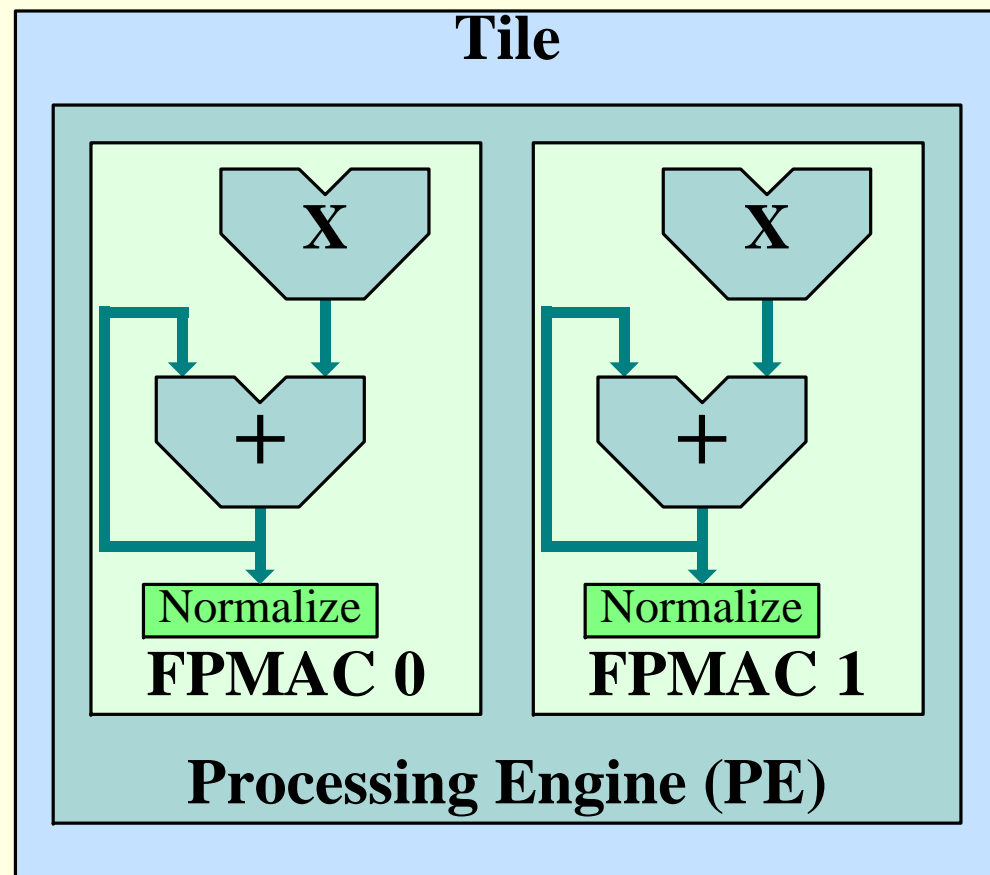 Tile
X
X
+
+
Normalize
Normalize
FPMAC 0
FPMAC 1
Processing Engine (PE)